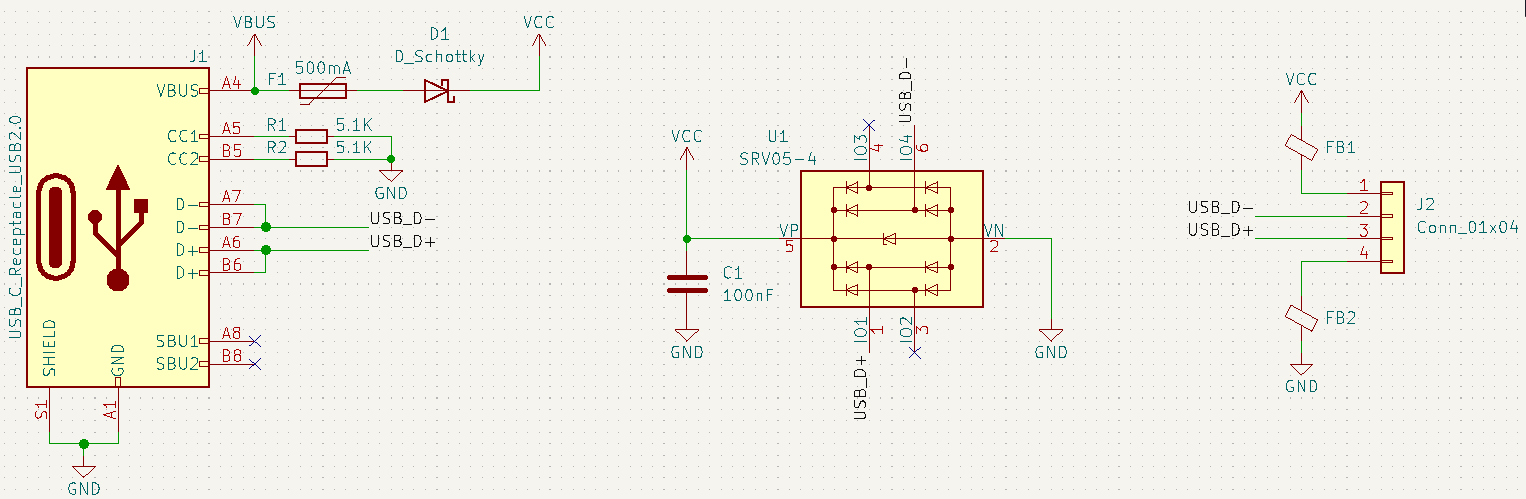 VBUS
VCC
J1
F1
500mA
D1
D_Schottky
VBUS
A4
CC1
A5
R1
5.1K
CC2
B5
R2
5.1K
GND
D-
A7
D-
B7
USB_D-
D+
A6
USB_D+
D+
B6
SBU1
A8
SBU2
B8
USB_C_Receptacle_USB2.0
SHIELD
GND
S1
A1
GND
VCC
U1
SRV05-4
USB_D-
IO3
4
IO4
6
VP
5
VN
2
C1
100nF
GND
IO1
1
IO2
3
USB_D+
GND
VCC
FB1
1
USB_D-
2
USB_D+
3
4
J2
Conn_01x04
FB2
GND